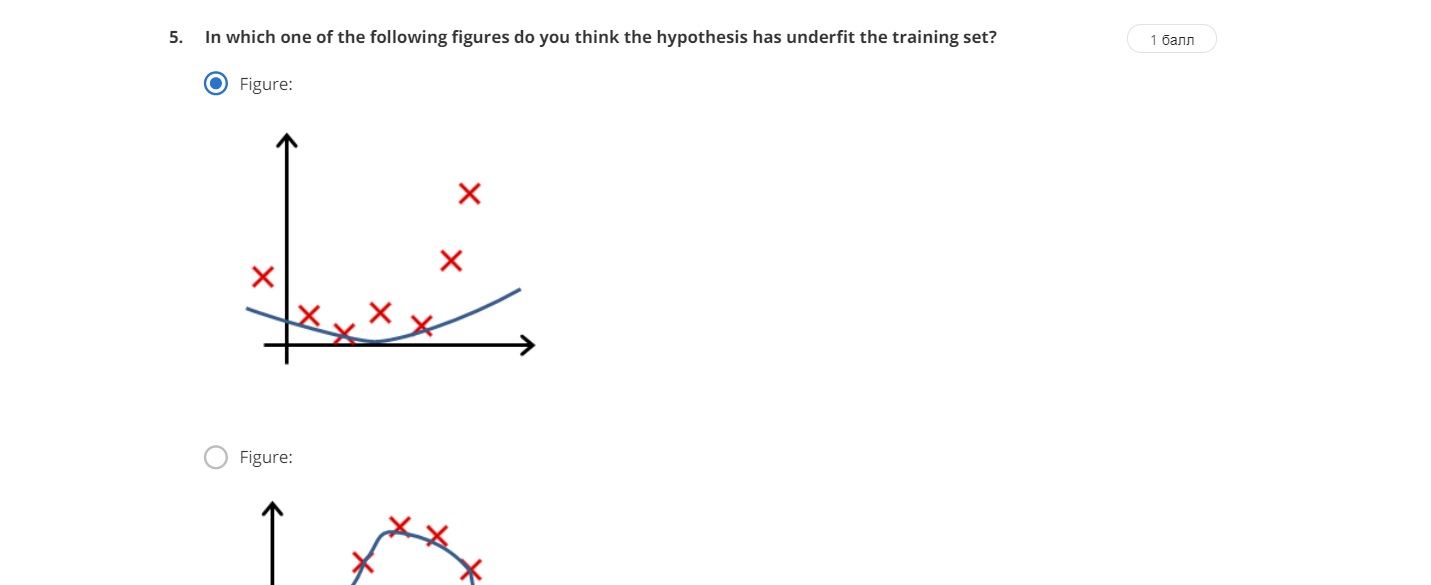 5. In which one of the following figures do you think the hypothesis has underfit the training set?
1 балл
Figure:
Figure: